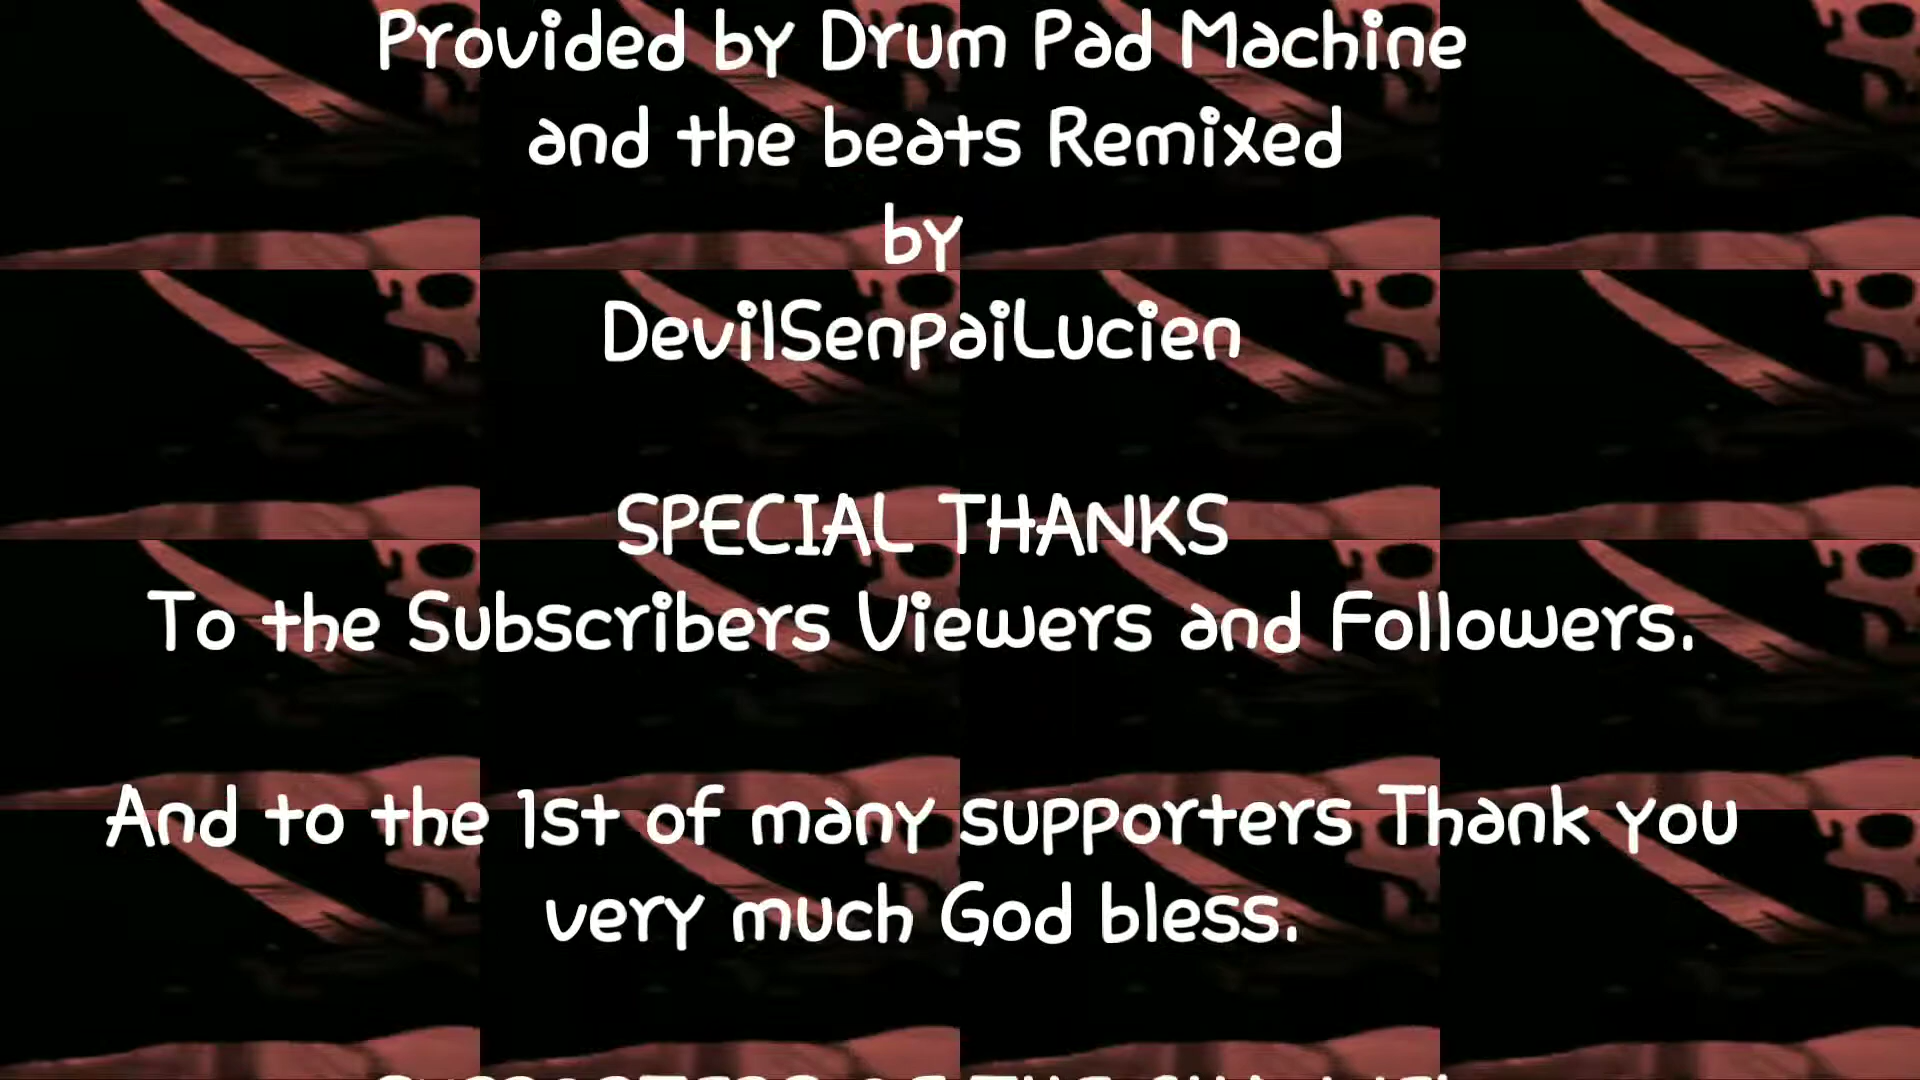 Provided by Drum Pad Machine
and the beats Remixed
by
DevilSenpaiLucien
SPECIAL THANKS
To the Subscribers Viewers and Followers.
And to the 1st of many supporters Thank you
very much God bless.